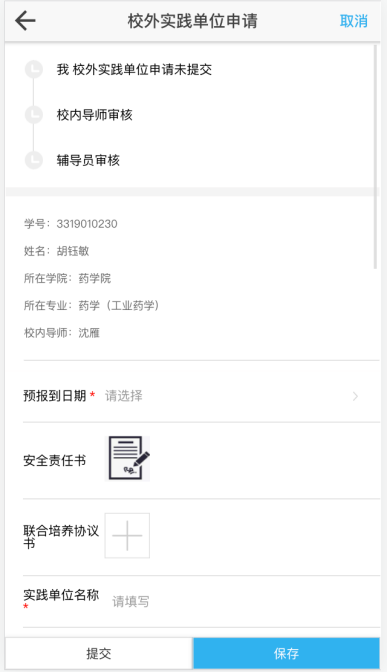 校外实践单位申请 取消
我 校外实践单位申请未提交
校内导师审核
辅导员审核
学号：3319010230
姓名：胡钰敏
所在学院：药学院
所在专业：药学（工业药学）
校内导师：沈雁
预报到日期 * 请选择
安全责任书
联合培养协议
书
实践单位名称 请填写
*
提交 保存